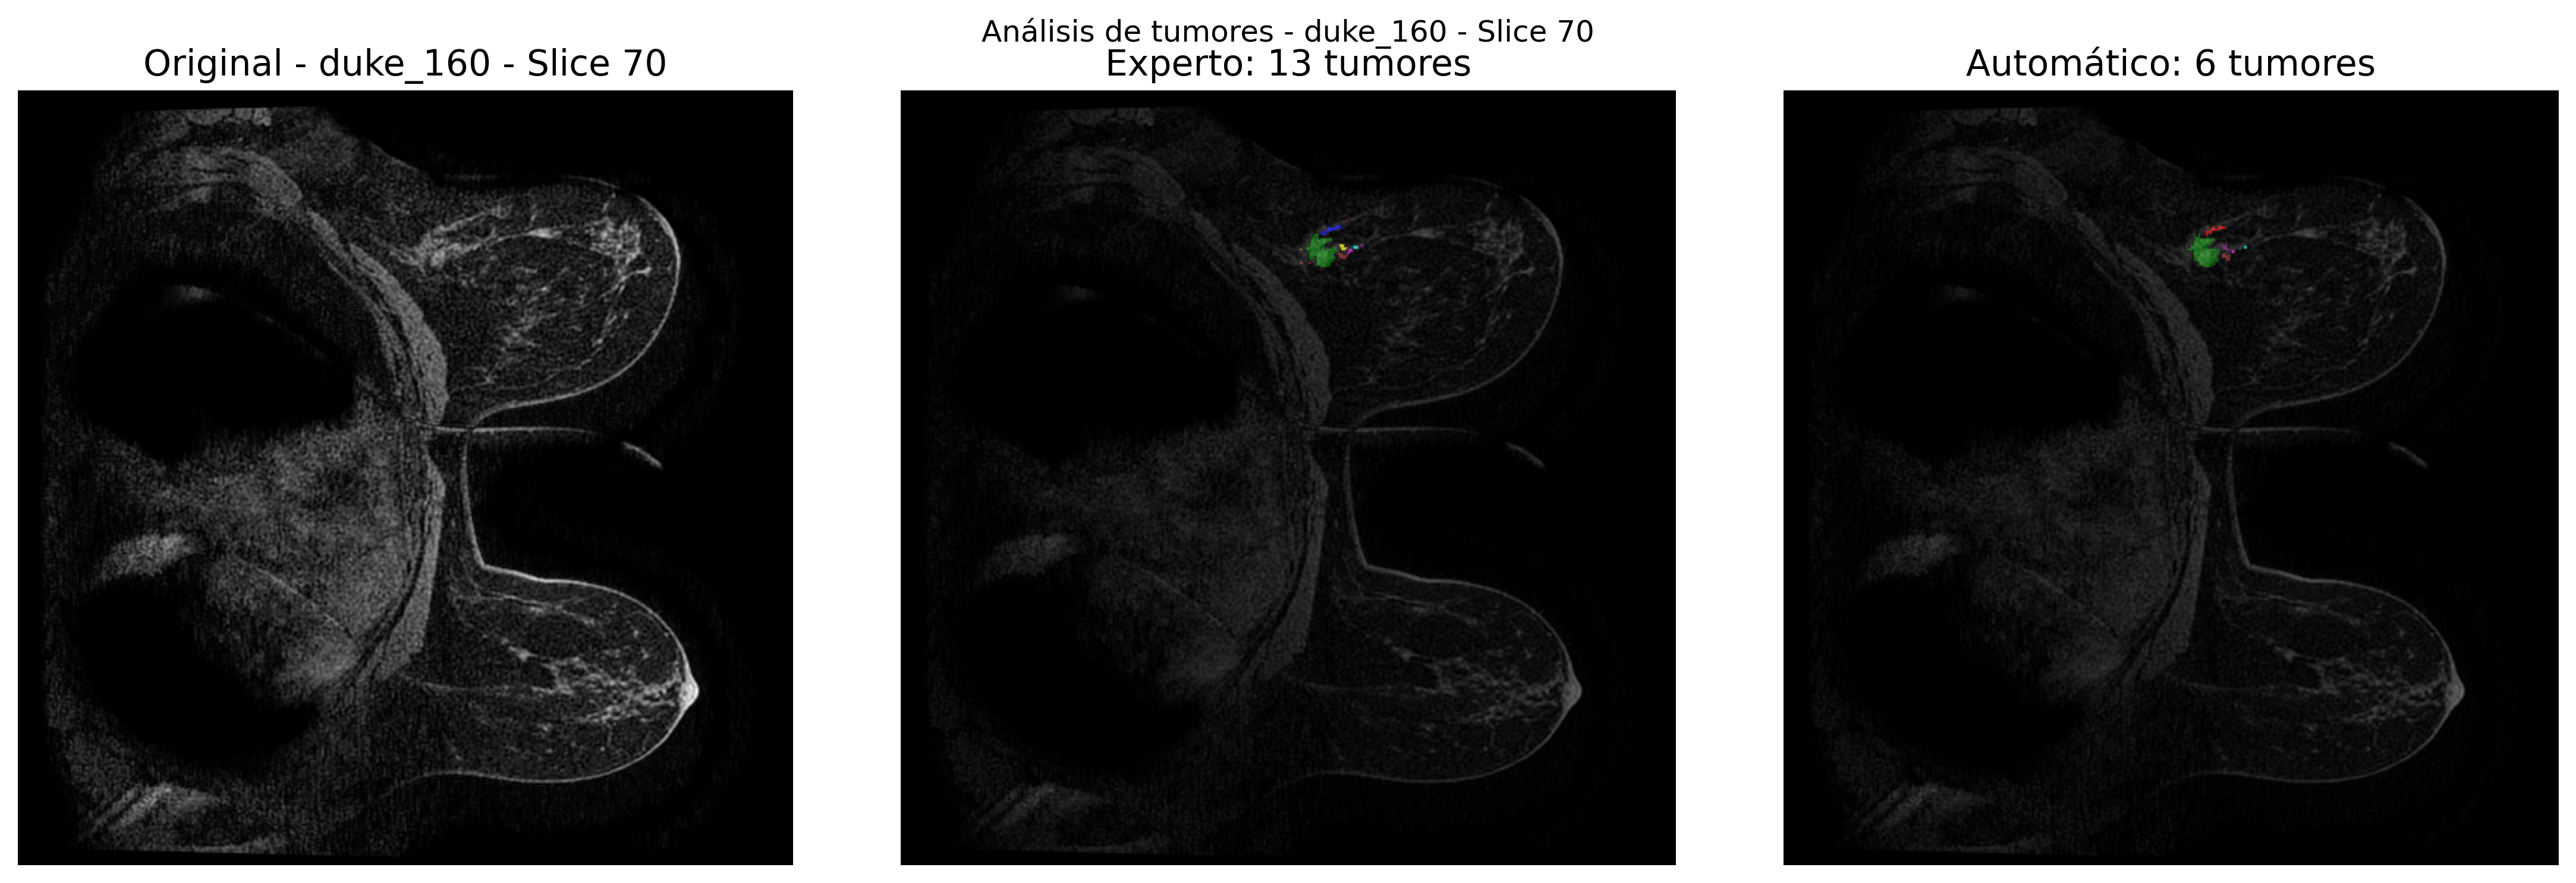 Análisis de tumores - duke_160 - Slice 70
Original - duke_160 - Slice 70
Experto: 13 tumores
Automático: 6 tumores